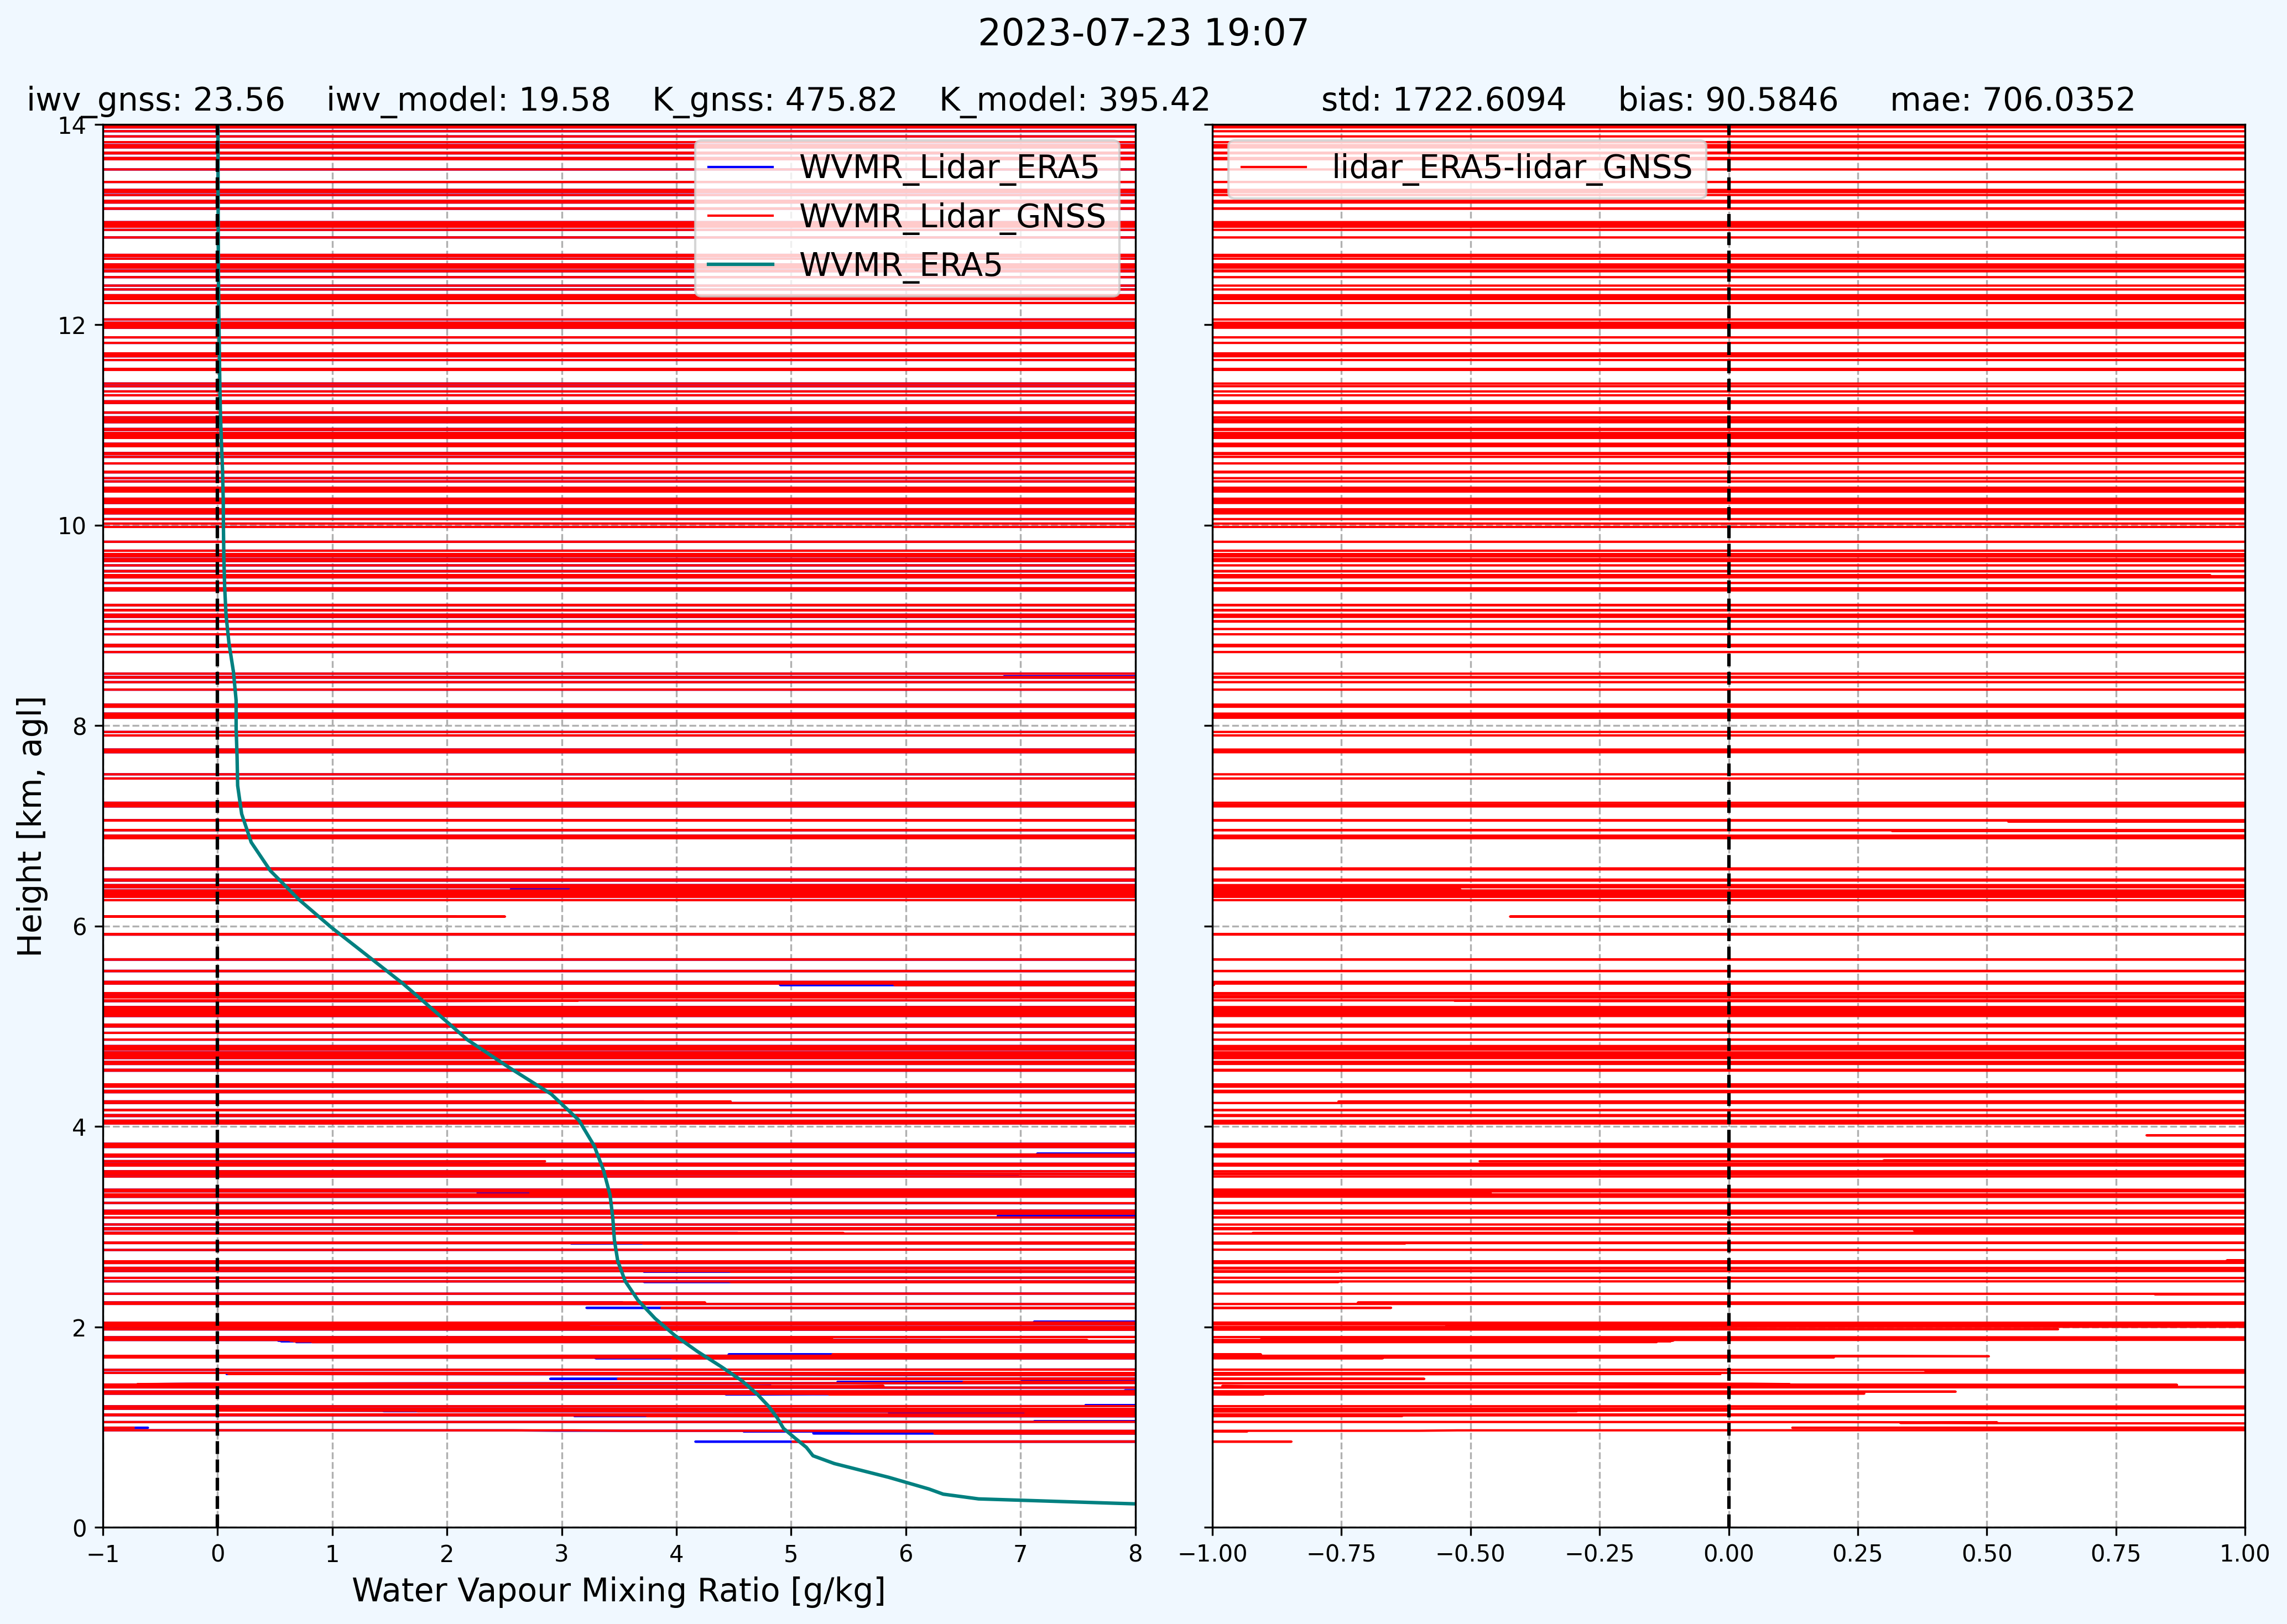 2023-07-23 19:07
iwv_gnss: 23.56 iwv_model: 19.58 K_gnss: 475.82 K_model: 395.42
std: 1722.6094 bias: 90.5846 mae: 706.0352
WVMR_Lidar_ERA5
WVMR_Lidar_GNSS
WVMR_ERA5
lidar_ERA5-lidar_GNSS
14
12
10
8
6
4
2
0
Height [km, agl]
−1 0 1 2 3 4 5 6 7 8
Water Vapour Mixing Ratio [g/kg]
−1.00 −0.75 −0.50 −0.25 0.00 0.25 0.50 0.75 1.00